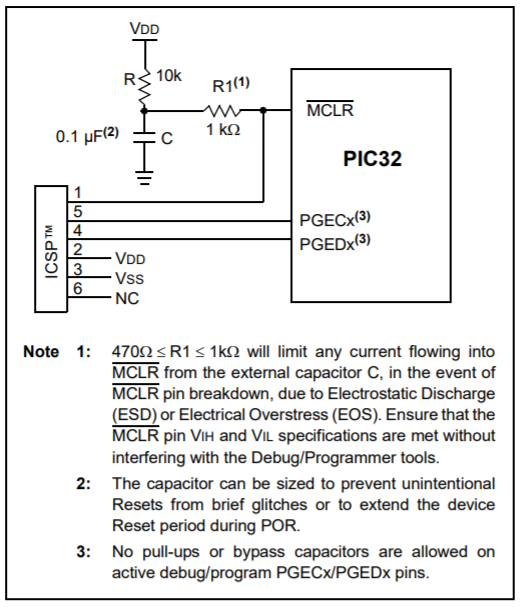 VDD
R 10k
R1(1)
0.1 µF(2) C
1 kΩ
MCLR
PIC32
PGECx(3)
PGEDx(3)
ICSP™
1
5
4
2 VDD
3 VSS
6 NC
Note 1: 470Ω ≤ R1 ≤ 1kΩ will limit any current flowing into
MCLR from the external capacitor C, in the event of
MCLR pin breakdown, due to Electrostatic Discharge
(ESD) or Electrical Overstress (EOS). Ensure that the
MCLR pin VIH and VIL specifications are met without
interfering with the Debug/Programmer tools.
2: The capacitor can be sized to prevent unintentional
Resets from brief glitches or to extend the device
Reset period during POR.
3: No pull-ups or bypass capacitors are allowed on
active debug/program PGECx/PGEDx pins.